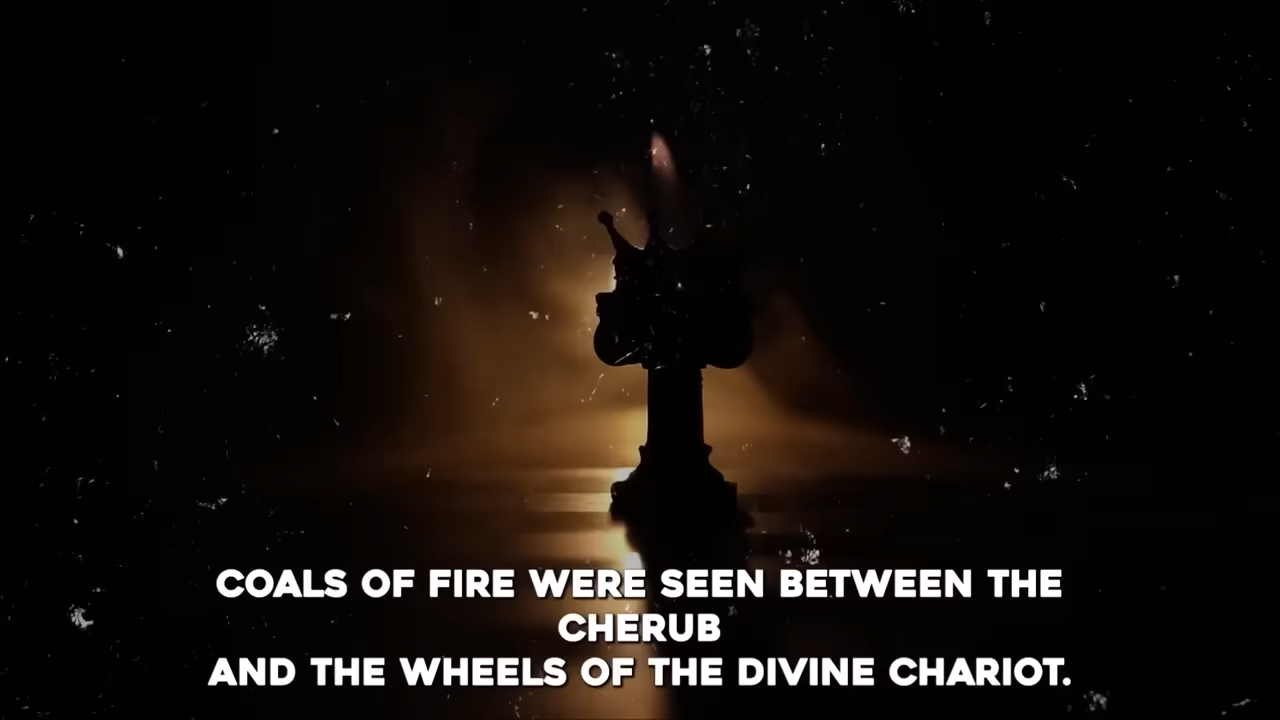 COALS OF FIRE WERE SEEN BETWEEN THE
CHERUB
AND THE WHEELS OF THE DIVINE CHARIOT.